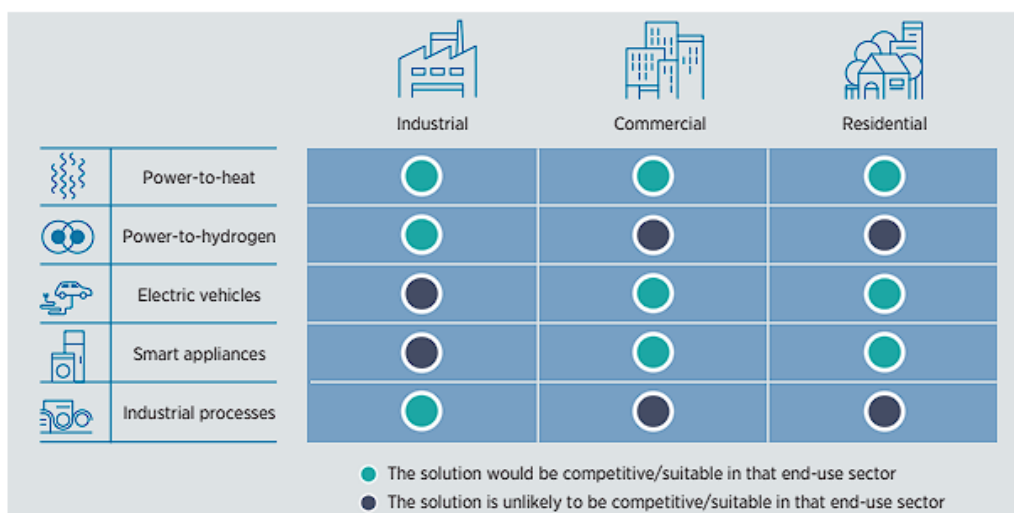 Industrial Commercial Residential
Power-to-heat
Power-to-hydrogen
Electric vehicles
Smart appliances
Industrial processes
The solution would be competitive/suitable in that end-use sector
The solution is unlikely to be competitive/suitable in that end-use sector